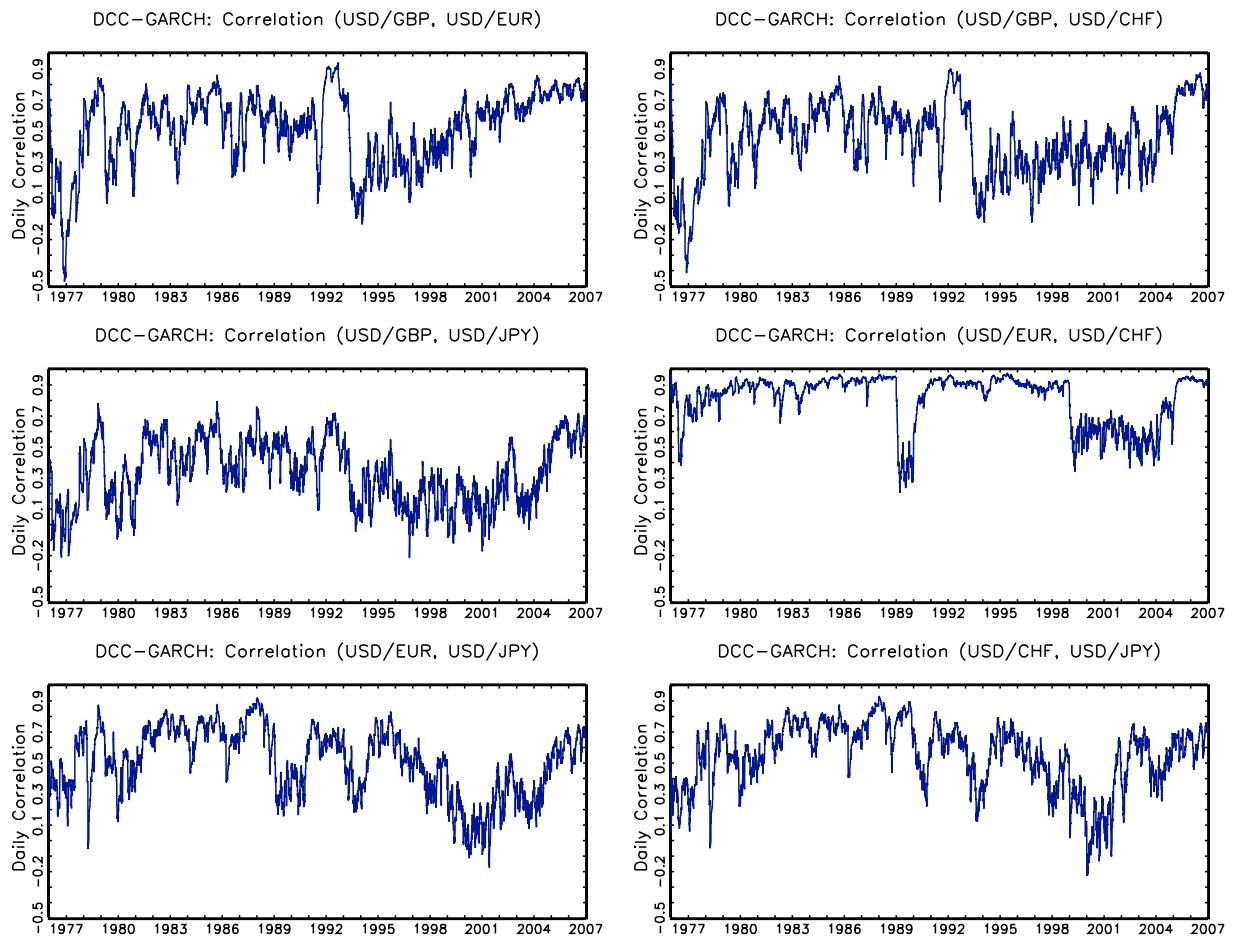 DCC-GARCH: Correlation (USD/GBP, USD/EUR)
DCC-GARCH: Correlation (USD/GBP, USD/CHF)
Daily Correlation
0.9
0.7
0.5
0.3
0.1
-0.2
-0.5
1977 1980 1983 1986 1989 1992 1995 1998 2001 2004 2007
Daily Correlation
0.9
0.7
0.5
0.3
0.1
-0.2
-0.5
1977 1980 1983 1986 1989 1992 1995 1998 2001 2004 2007
DCC-GARCH: Correlation (USD/GBP, USD/JPY)
DCC-GARCH: Correlation (USD/EUR, USD/CHF)
Daily Correlation
0.9
0.7
0.5
0.3
0.1
-0.2
-0.5
1977 1980 1983 1986 1989 1992 1995 1998 2001 2004 2007
Daily Correlation
0.9
0.7
0.5
0.3
0.1
-0.2
-0.5
1977 1980 1983 1986 1989 1992 1995 1998 2001 2004 2007
DCC-GARCH: Correlation (USD/EUR, USD/JPY)
DCC-GARCH: Correlation (USD/CHF, USD/JPY)
Daily Correlation
0.9
0.7
0.5
0.3
0.1
-0.2
-0.5
1977 1980 1983 1986 1989 1992 1995 1998 2001 2004 2007
Daily Correlation
0.9
0.7
0.5
0.3
0.1
-0.2
-0.5
1977 1980 1983 1986 1989 1992 1995 1998 2001 2004 2007